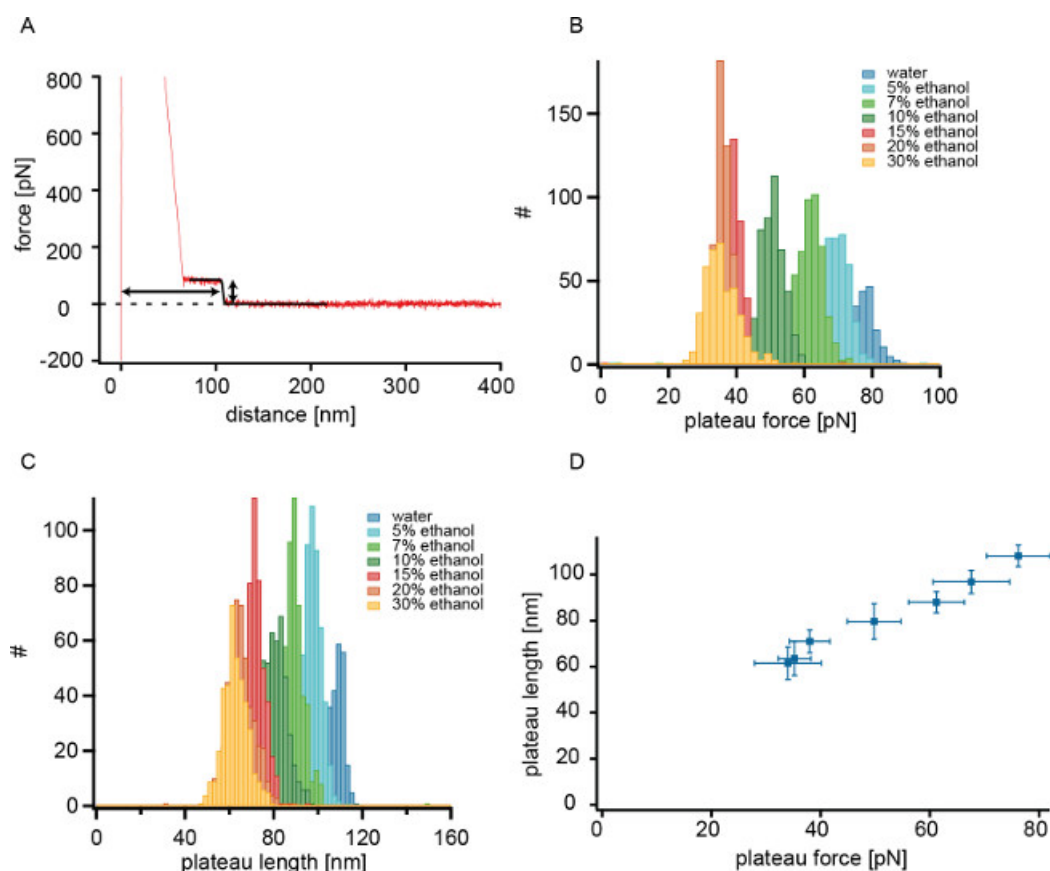 A
800
600
400
200
0
-200
force [pN]
0 100 200 300 400
distance [nm]
B
150
100
50
0
#
water
5% ethanol
7% ethanol
10% ethanol
15% ethanol
20% ethanol
30% ethanol
0 20 40 60 80 100
plateau force [pN]
C
100
80
60
40
20
0
#
water
5% ethanol
7% ethanol
10% ethanol
15% ethanol
20% ethanol
30% ethanol
0 40 80 120 160
plateau length [nm]
D
100
80
60
40
20
0
plateau length [nm]
0 20 40 60 80
plateau force [pN]